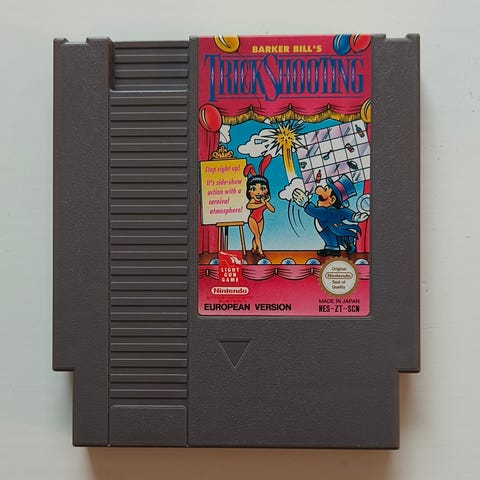 BARKER BILL'S
TRICK SHOOTING
Step right up!
It's side-show
action with a
carnival
atmosphere!
LIGHT
GUN
GAME
Nintendo
EUROPEAN VERSION
Original
Nintendo
Seal of
Quality
MADE IN JAPAN
NES-ZT-SCN